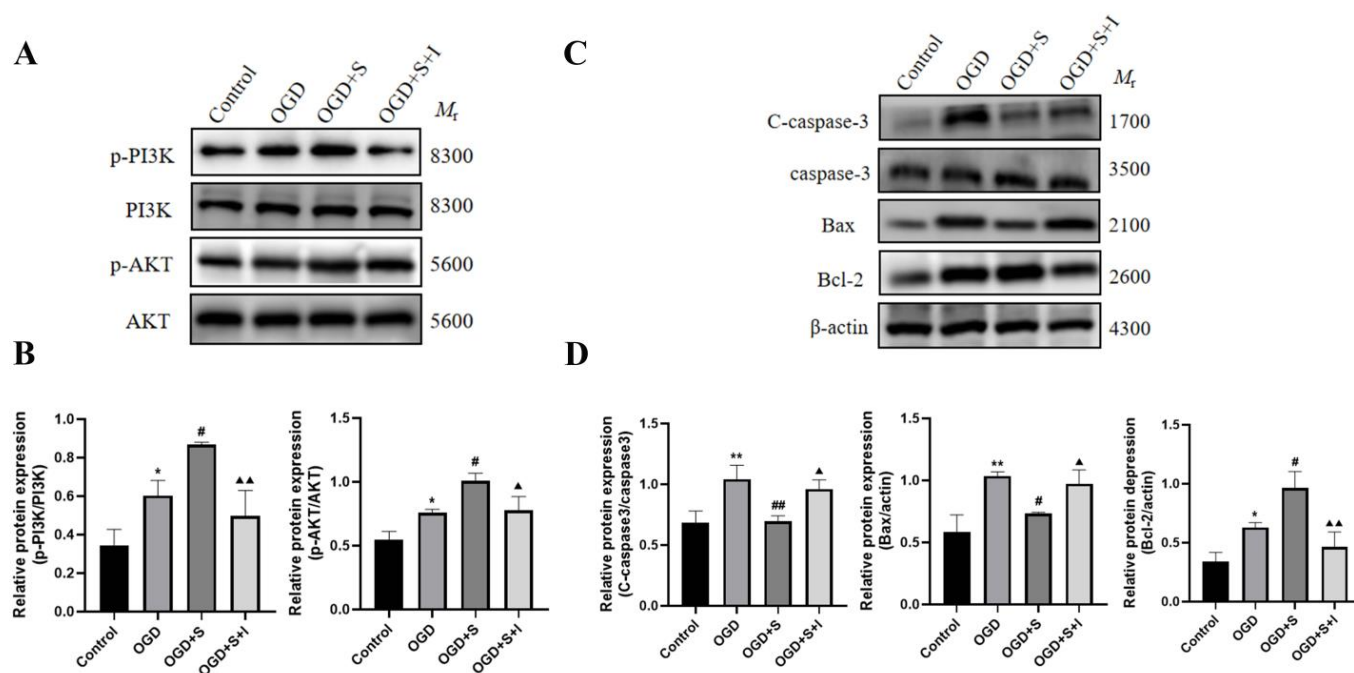 A
Control
OGD
OGD+S
OGD+S+I
Mr
p-PI3K
8300
PI3K
8300
p-AKT
5600
AKT
5600
C
Control
OGD
OGD+S
OGD+S+I
Mr
C-caspase-3
1700
caspase-3
3500
Bax
2100
Bcl-2
2600
β-actin
4300
B
Relative protein expression
(p-PI3K/PI3K)
1.0
0.8
0.6
0.4
0.2
0.0
*
#
▲▲
Control
OGD
OGD+S
OGD+S+I
Relative protein expression
(p-AKT/AKT)
1.5
1.0
0.5
0.0
*
#
▲
Control
OGD
OGD+S
OGD+S+I
D
Relative protein expression
(C-caspase3/caspase3)
1.5
1.0
0.5
0.0
**
##
▲
Control
OGD
OGD+S
OGD+S+I
Relative protein expression
(Bax/actin)
1.5
1.0
0.5
0.0
**
#
▲
Control
OGD
OGD+S
OGD+S+I
Relative protein depression
(Bcl-2/actin)
1.5
1.0
0.5
0.0
*
#
▲▲
Control
OGD
OGD+S
OGD+S+I